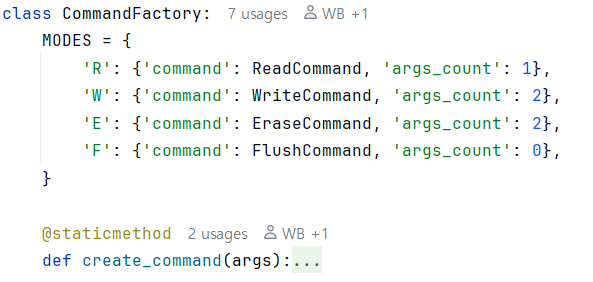 class CommandFactory: 7 usages WB +1
    MODES = {
        'R': {'command': ReadCommand, 'args_count': 1},
        'W': {'command': WriteCommand, 'args_count': 2},
        'E': {'command': EraseCommand, 'args_count': 2},
        'F': {'command': FlushCommand, 'args_count': 0},
    }
    @staticmethod 2 usages WB +1
    def create_command(args):...